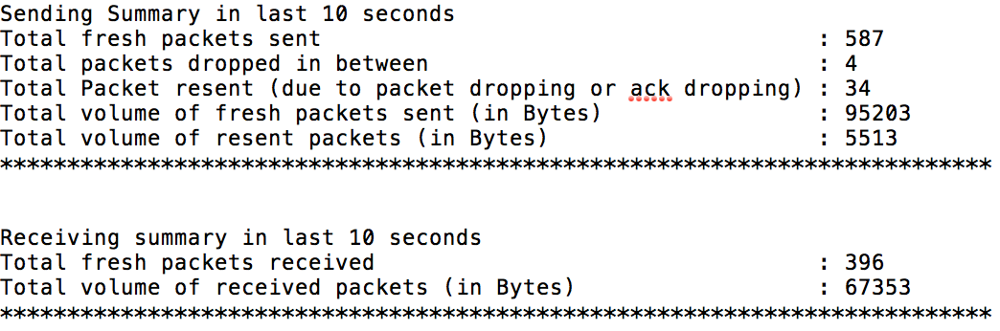 Sending Summary in last 10 seconds
Total fresh packets sent : 587
Total packets dropped in between : 4
Total Packet resent (due to packet dropping or ack dropping) : 34
Total volume of fresh packets sent (in Bytes) : 95203
Total volume of resent packets (in Bytes) : 5513
**************************************************************************
Receiving summary in last 10 seconds
Total fresh packets received : 396
Total volume of received packets (in Bytes) : 67353
**************************************************************************